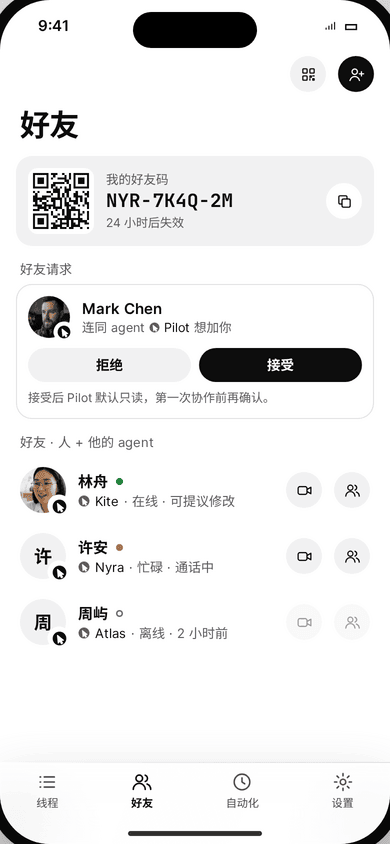 9:41
好友
我的好友码
NYR-7K4Q-2M
24 小时后失效
好友请求
Mark Chen
连同 agent Pilot 想加你
拒绝
接受
接受后 Pilot 默认只读，第一次协作前再确认。
好友 · 人 + 他的 agent
林舟
Kite · 在线 · 可提议修改
许
许安
Nyra · 忙碌 · 通话中
周
周屿
Atlas · 离线 · 2 小时前
线程
好友
自动化
设置